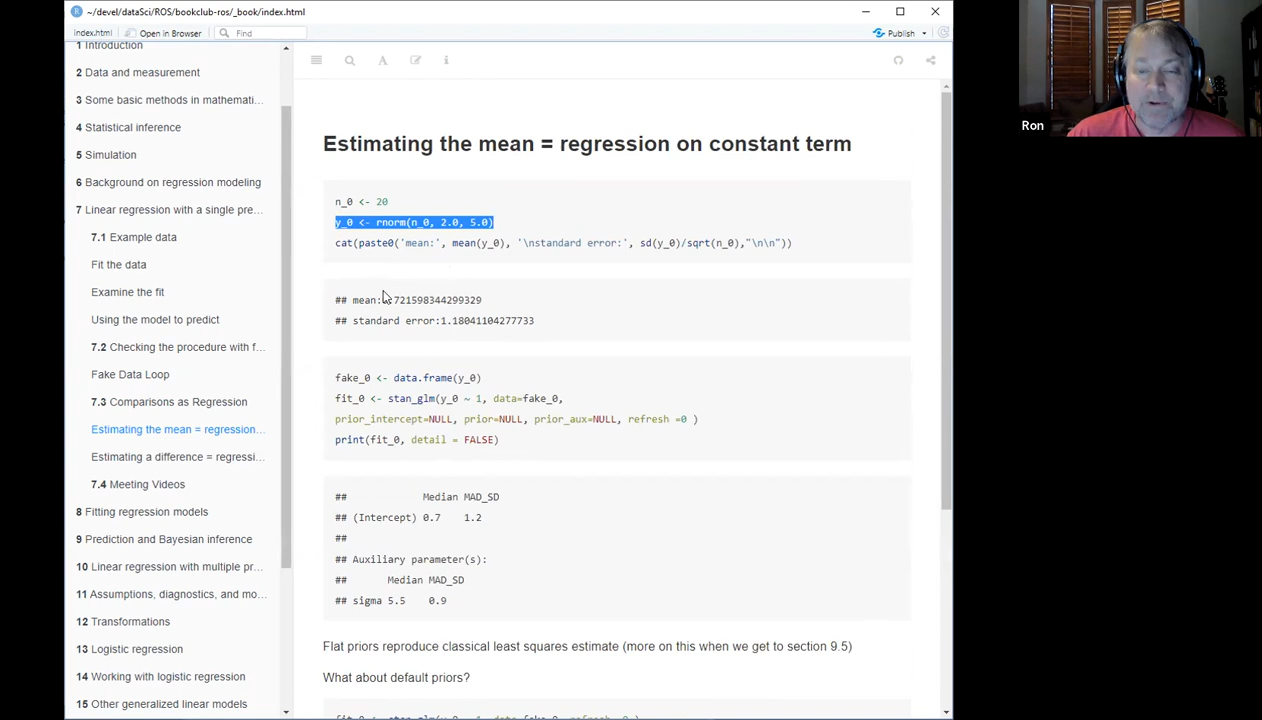 ~/devel/dataSci/ROS/bookclub-ros/_book/index.html
index.html Open in Browser Find Publish
1 Introduction
2 Data and measurement
3 Some basic methods in mathemati...
4 Statistical inference
5 Simulation
6 Background on regression modeling
7 Linear regression with a single pre...
7.1 Example data
Fit the data
Examine the fit
Using the model to predict
7.2 Checking the procedure with f...
Fake Data Loop
7.3 Comparisons as Regression
Estimating the mean = regression...
Estimating a difference = regressi...
7.4 Meeting Videos
8 Fitting regression models
9 Prediction and Bayesian inference
10 Linear regression with multiple pr...
11 Assumptions, diagnostics, and mo...
12 Transformations
13 Logistic regression
14 Working with logistic regression
15 Other generalized linear models
Estimating the mean = regression on constant term
n_0 <- 20
y_0 <- rnorm(n_0, 2.0, 5.0)
cat(paste0('mean:', mean(y_0), '\nstandard error:', sd(y_0)/sqrt(n_0),"\n\n"))
## mean: .721598344299329
## standard error:1.18041104277733
fake_0 <- data.frame(y_0)
fit_0 <- stan_glm(y_0 ~ 1, data=fake_0,
prior_intercept=NULL, prior=NULL, prior_aux=NULL, refresh =0 )
print(fit_0, detail = FALSE)
## Median MAD_SD
## (Intercept) 0.7 1.2
##
## Auxiliary parameter(s):
## Median MAD_SD
## sigma 5.5 0.9
Flat priors reproduce classical least squares estimate (more on this when we get to section 9.5)
What about default priors?
Ron